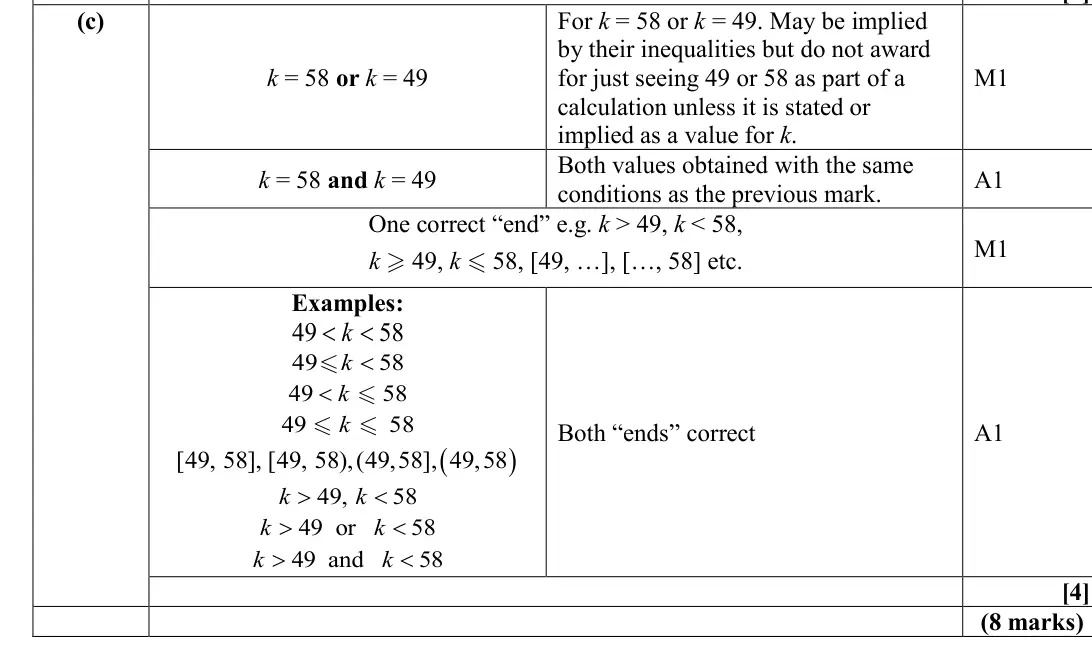 (c)
k = 58 or k = 49
For k = 58 or k = 49. May be implied
by their inequalities but do not award
for just seeing 49 or 58 as part of a
calculation unless it is stated or
implied as a value for k.
M1
k = 58 and k = 49
Both values obtained with the same
conditions as the previous mark.
A1
One correct “end” e.g. k > 49, k < 58,
k ⩾ 49, k ⩽ 58, [49, …], […, 58] etc.
M1
Examples:
49 < k < 58
49 ⩽ k < 58
49 < k ⩽ 58
49 ⩽ k ⩽ 58
[49, 58], [49, 58), (49,58], (49,58)
k > 49, k < 58
k > 49 or k < 58
k > 49 and k < 58
Both “ends” correct
A1
[4]
(8 marks)